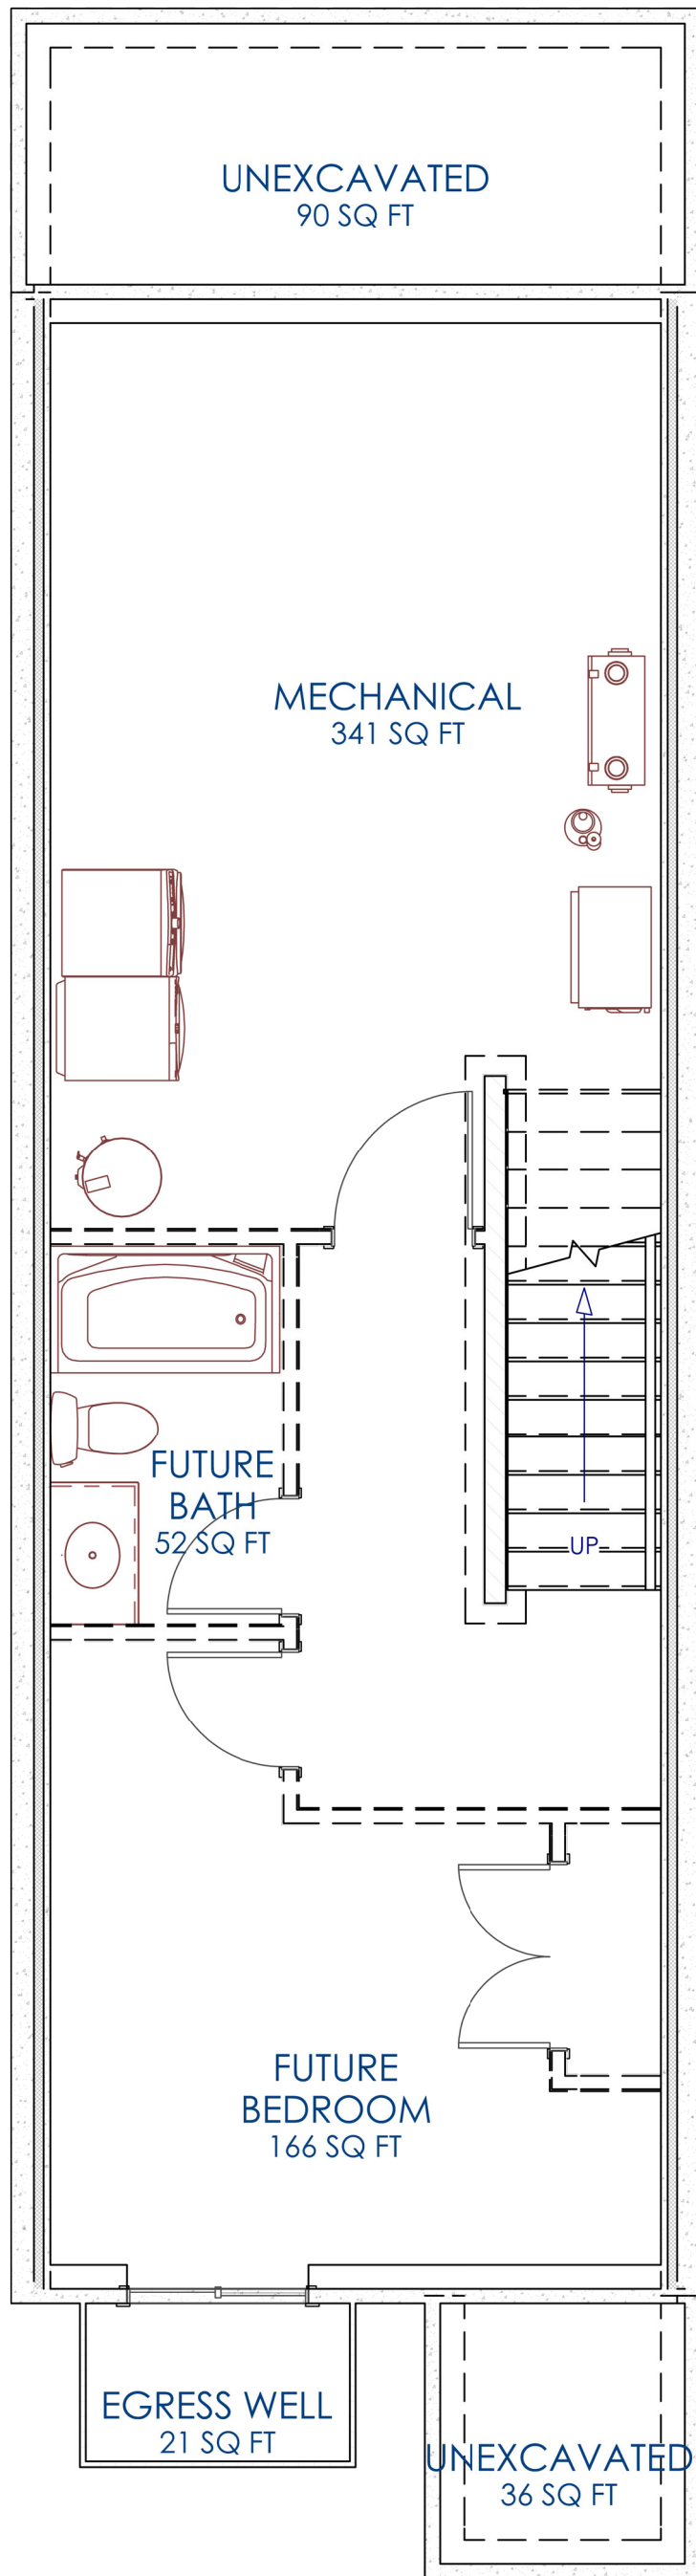 UNEXCAVATED
90 SQ FT
MECHANICAL
341 SQ FT
FUTURE
BATH
52 SQ FT
UP
FUTURE
BEDROOM
166 SQ FT
EGRESS WELL
21 SQ FT
UNEXCAVATED
36 SQ FT